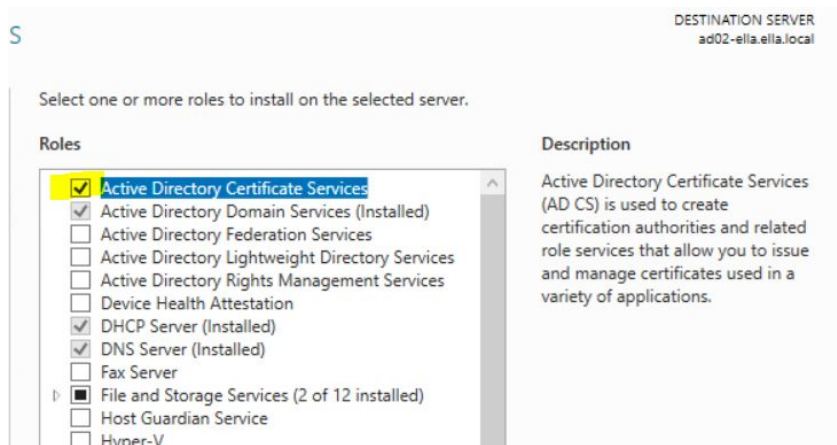 S
DESTINATION SERVER
ad02-ella.ella.local
Select one or more roles to install on the selected server.
Roles
Active Directory Certificate Services
Active Directory Domain Services (Installed)
Active Directory Federation Services
Active Directory Lightweight Directory Services
Active Directory Rights Management Services
Device Health Attestation
DHCP Server (Installed)
DNS Server (Installed)
Fax Server
File and Storage Services (2 of 12 installed)
Host Guardian Service
Hyper-V
Description
Active Directory Certificate Services
(AD CS) is used to create
certification authorities and related
role services that allow you to issue
and manage certificates used in a
variety of applications.